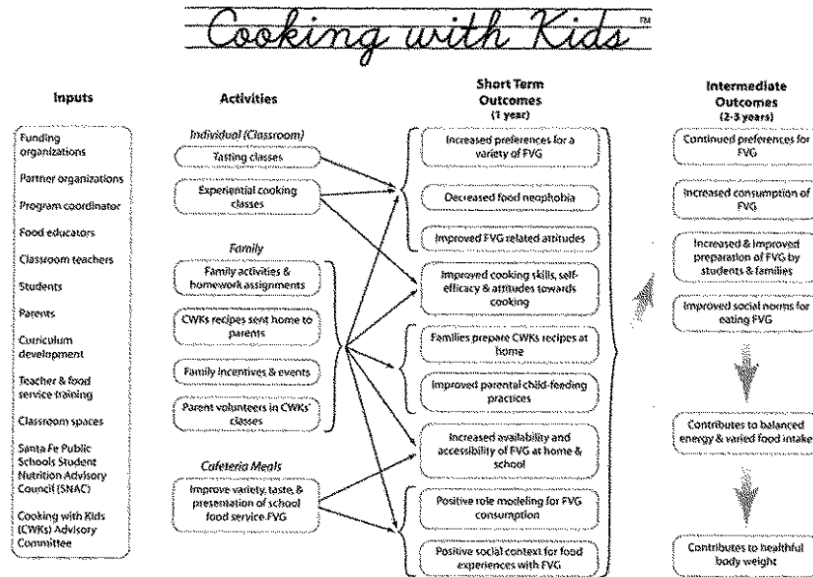 Cooking with Kids™
Inputs
Funding
organizations
Partner organizations
Program coordinator
Food educators
Classroom teachers
Students
Parents
Curriculum
development
Teacher & food
service training
Classroom spaces
Santa Fe Public
Schools Student
Nutrition Advisory
Council (SNAC)
Cooking with Kids
(CWKs) Advisory
Committee
Activities
Individual (Classroom)
Tasting classes
Experiential cooking
classes
Family
Family activities &
homework assignments
CWKs recipes sent home to
parents
Family incentives & events
Parent volunteers in CWKs'
classes
Cafeteria Meals
Improve variety, taste, &
presentation of school
food service FVG
Short Term
Outcomes
(1 year)
Increased preferences for a
variety of FVG
Decreased food neophobia
Improved FVG related attitudes
Improved cooking skills, self-
efficacy & attitudes towards
cooking
Families prepare CWKs recipes at
home
Improved parental child-feeding
practices
Increased availability and
accessibility of FVG at home &
school
Positive role modeling for FVG
consumption
Positive social context for food
experiences with FVG
Intermediate
Outcomes
(2-3 years)
Continued preferences for
FVG
Increased consumption of
FVG
Increased & improved
preparation of FVG by
students & families
Improved social norms for
eating FVG
Contributes to balanced
energy & varied food intake
Contributes to healthful
body weight